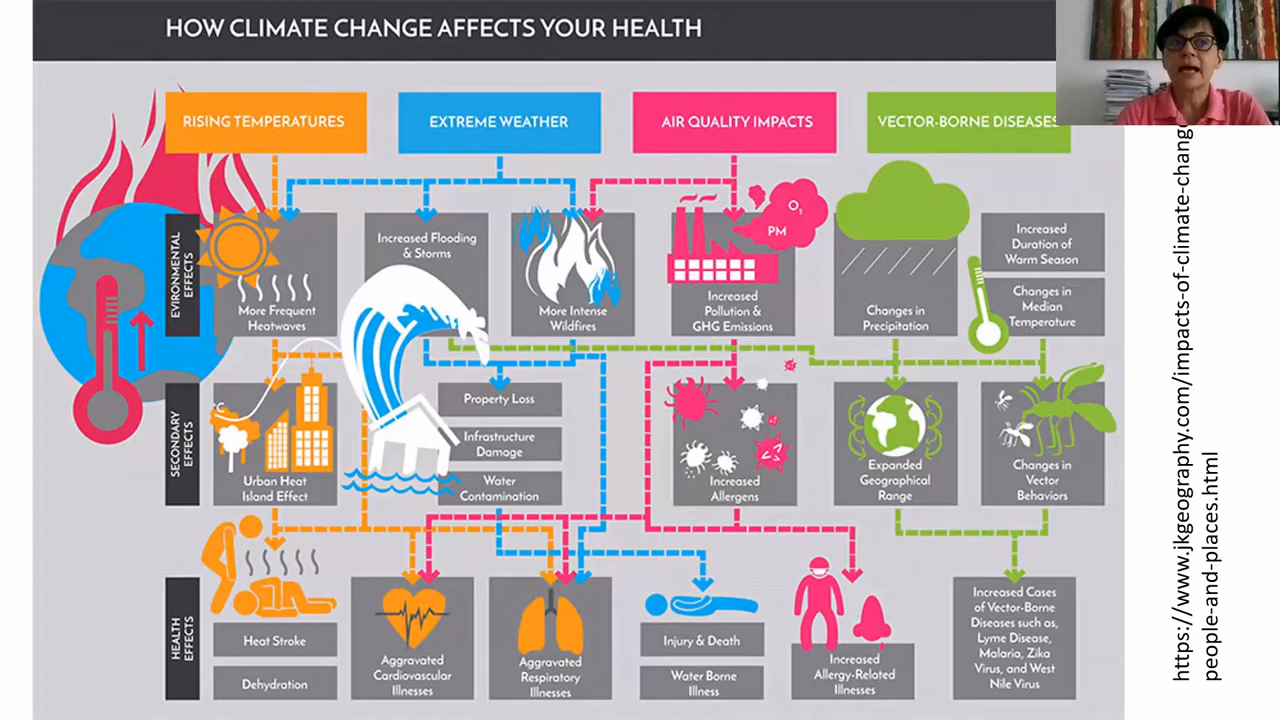 HOW CLIMATE CHANGE AFFECTS YOUR HEALTH
RISING TEMPERATURES
EXTREME WEATHER
AIR QUALITY IMPACTS
VECTOR-BORNE DISEASES
EVIRONMENTAL
EFFECTS
More Frequent
Heatwaves
Increased Flooding
& Storms
More Intense
Wildfires
O3
PM
Increased
Pollution &
GHG Emissions
Changes in
Precipitation
Increased
Duration of
Warm Season
Changes in
Median
Temperature
SECONDARY
EFFECTS
°C
Urban Heat
Island Effect
Property Loss
Infrastructure
Damage
Water
Contamination
Increased
Allergens
Expanded
Geographical
Range
Changes in
Vector
Behaviors
HEALTH
EFFECTS
Heat Stroke
Dehydration
Aggravated
Cardiovascular
Illnesses
Aggravated
Respiratory
Illnesses
Injury & Death
Water Borne
Illness
Increased
Allergy-Related
Illnesses
Increased Cases
of Vector-Borne
Diseases such as,
Lyme Disease,
Malaria, Zika
Virus, and West
Nile Virus
https://www.jkgeography.com/impacts-of-climate-chang
people-and-places.html